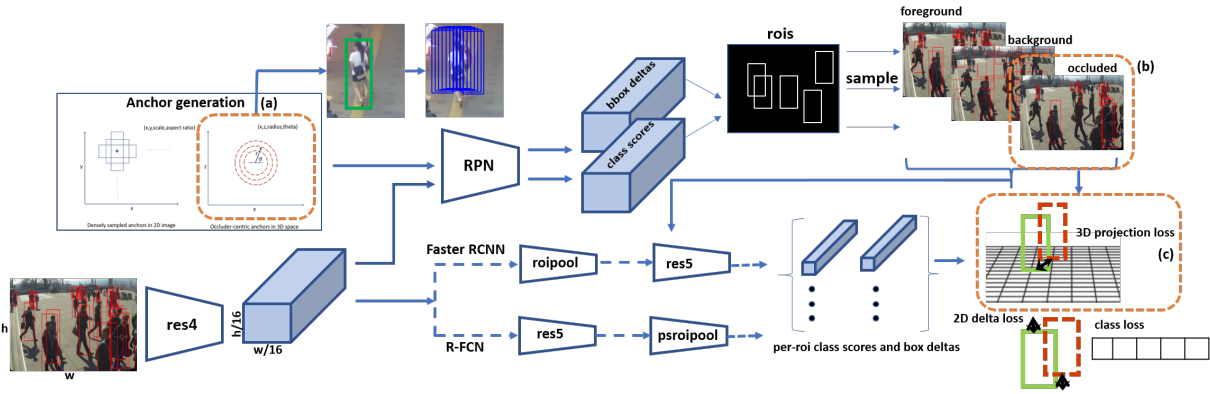 foreground
background
occluded
(b)
rois
sample
Anchor generation
(a)
(x,y,scale,aspect ratio)
(x,z,radius,theta)
y
x
z
x
r
θ
Densely sampled anchors in 2D image
Occluder-centric anchors in 3D space
bbox deltas
class scores
RPN
Faster RCNN
roipool
res5
3D projection loss
(c)
h
w
res4
h/16
w/16
R-FCN
res5
psroipool
per-roi class scores and box deltas
2D delta loss
class loss